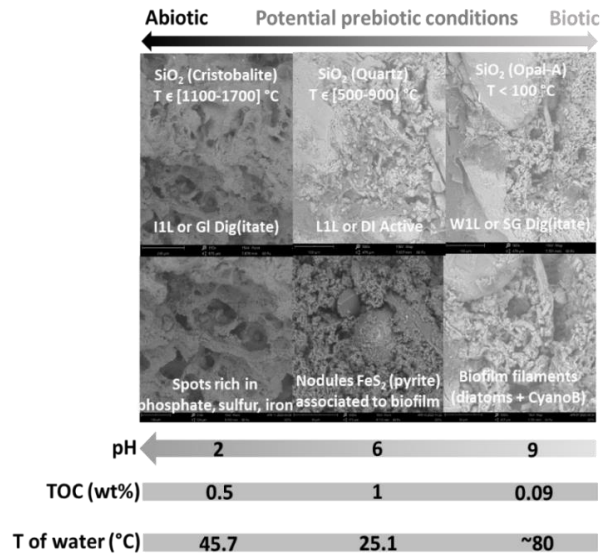 Abiotic Potential prebiotic conditions Biotic
SiO₂ (Cristobalite)
T ϵ [1100-1700] °C
SiO₂ (Quartz)
T ϵ [500-900] °C
SiO₂ (Opal-A)
T < 100 °C
I1L or Gl Dig(itate)
L1L or DI Active
W1L or SG Dig(itate)
Spots rich in
phosphate, sulfur, iron
Nodules FeS₂ (pyrite)
associated to biofilm
Biofilm filaments
(diatoms + CyanoB)
pH 2 6 9
TOC (wt%) 0.5 1 0.09
T of water (°C) 45.7 25.1 ~80